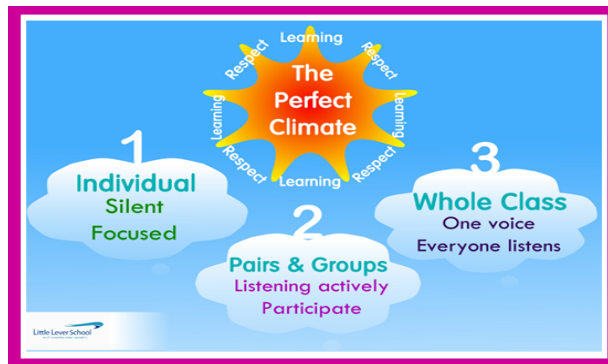 Learning
Respect
Respect
Learning
Learning
Respect
Respect
Learning
The
Perfect
Climate
1
Individual
Silent
Focused
2
Pairs & Groups
Listening actively
Participate
3
Whole Class
One voice
Everyone listens
Little Lever School